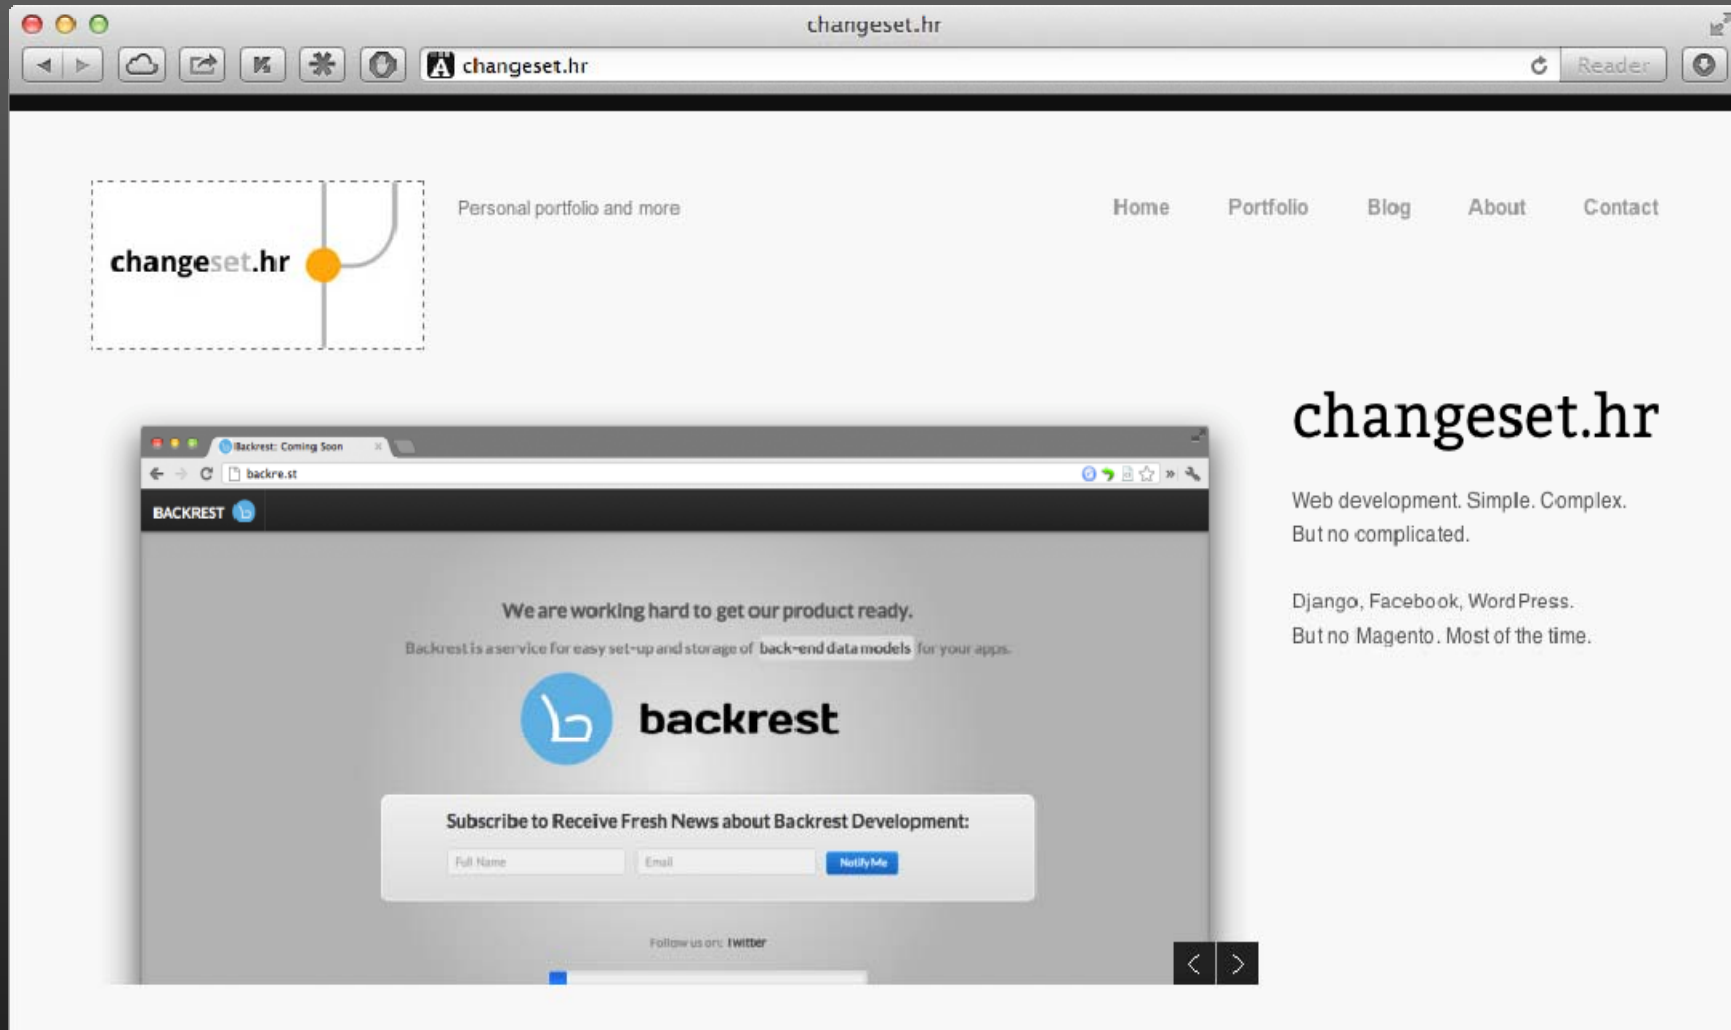 changeset.hr
changeset.hr
Reader
changeset.hr
Personal portfolio and more
Home Portfolio Blog About Contact
changeset.hr
Web development. Simple. Complex.
But no complicated.
Django, Facebook, WordPress.
But no Magento. Most of the time.
Backrest: Coming Soon
backre.st
BACKREST
We are working hard to get our product ready.
Backrest is a service for easy set-up and storage of back-end data models for your apps.
backrest
Subscribe to Receive Fresh News about Backrest Development:
Full Name Email Notify Me
Follow us on: Twitter